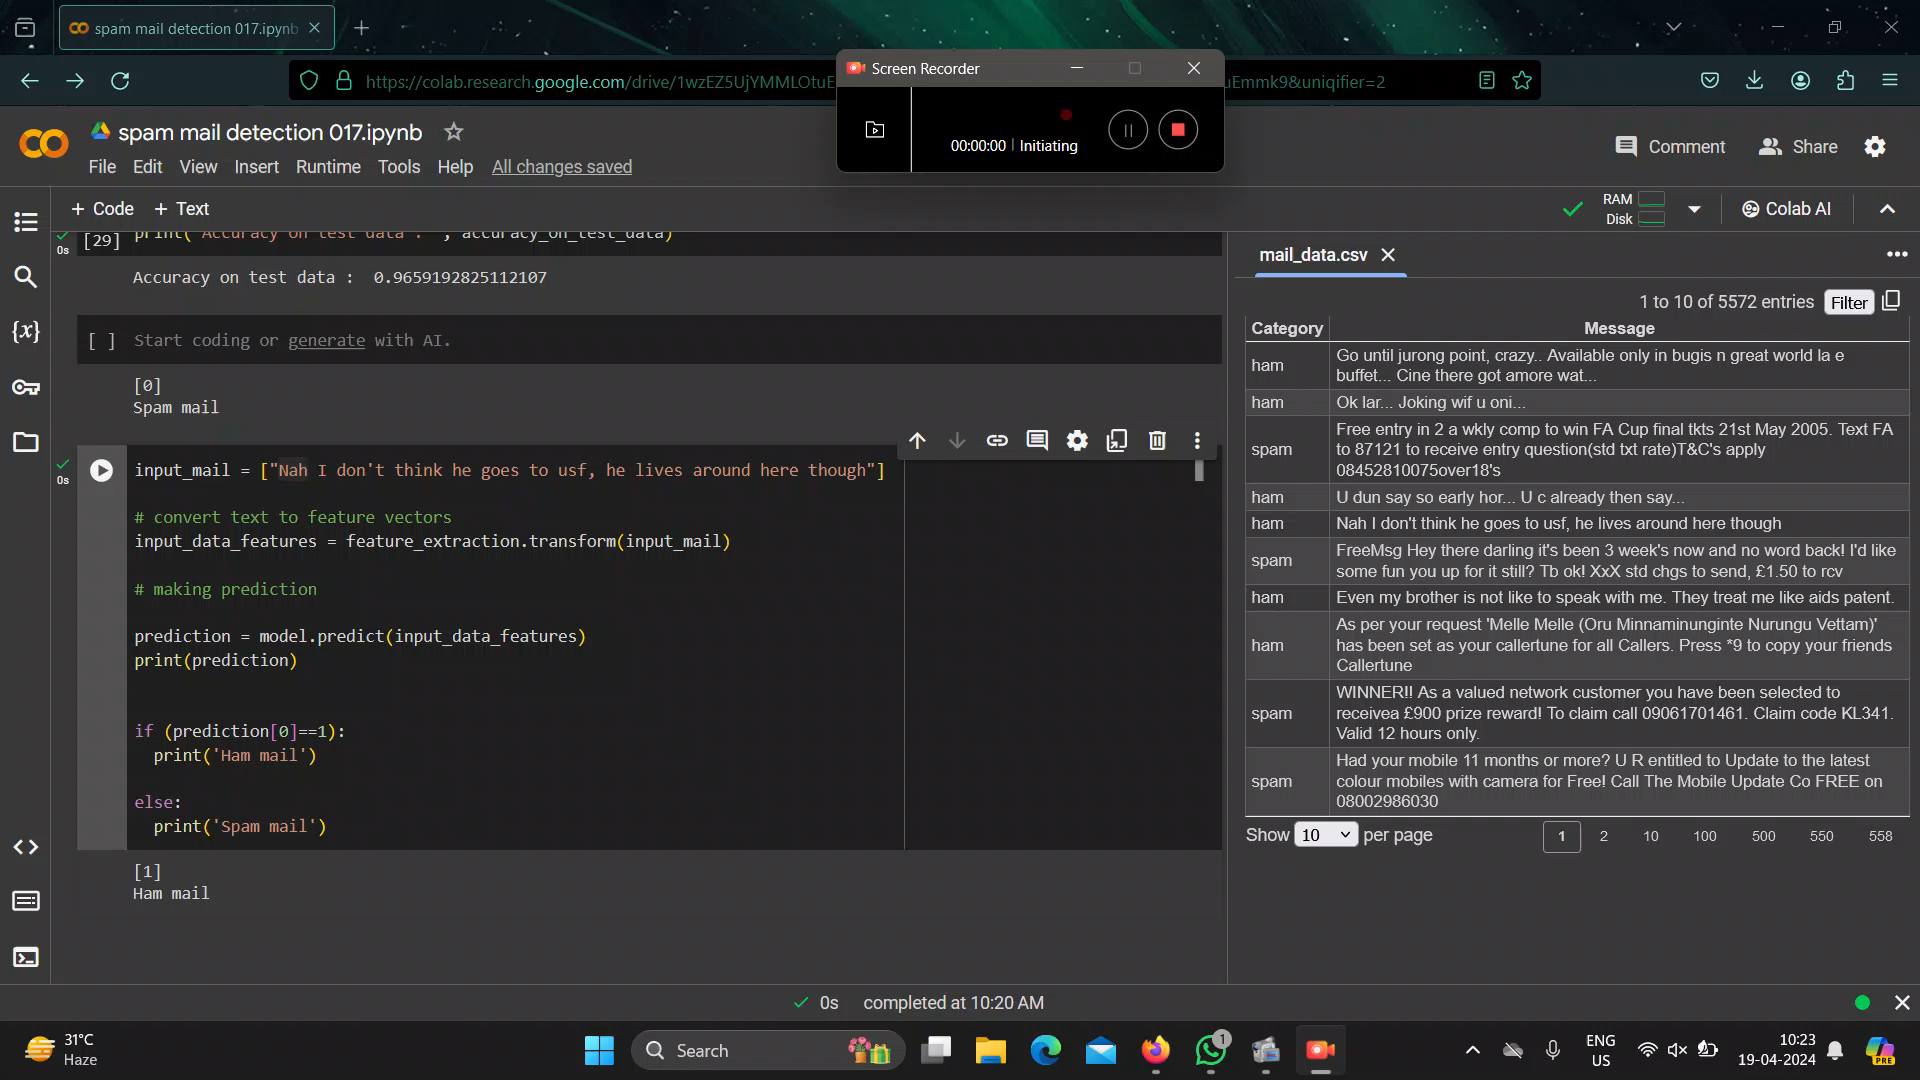 spam mail detection 017.ipynb
https://colab.research.google.com/drive/1wzEZ5UjYMMLOtuE
uEmmk9&uniqifier=2
Screen Recorder
00:00:00 | Initiating
spam mail detection 017.ipynb
File Edit View Insert Runtime Tools Help All changes saved
Comment Share
+ Code + Text
RAM
Disk
Colab AI
[29] print("Accuracy on test data : ", accuracy_on_test_data)
0s
Accuracy on test data :  0.9659192825112107
[ ] Start coding or generate with AI.
[0]
Spam mail
0s
input_mail = ["Nah I don't think he goes to usf, he lives around here though"]
# convert text to feature vectors
input_data_features = feature_extraction.transform(input_mail)
# making prediction
prediction = model.predict(input_data_features)
print(prediction)
if (prediction[0]==1):
print('Ham mail')
else:
print('Spam mail')
[1]
Ham mail
mail_data.csv
1 to 10 of 5572 entries Filter
Category Message
ham
Go until jurong point, crazy.. Available only in bugis n great world la e
buffet... Cine there got amore wat...
ham Ok lar... Joking wif u oni...
spam
Free entry in 2 a wkly comp to win FA Cup final tkts 21st May 2005. Text FA
to 87121 to receive entry question(std txt rate)T&C's apply
08452810075over18's
ham U dun say so early hor... U c already then say...
ham Nah I don't think he goes to usf, he lives around here though
spam
FreeMsg Hey there darling it's been 3 week's now and no word back! I'd like
some fun you up for it still? Tb ok! XxX std chgs to send, £1.50 to rcv
ham Even my brother is not like to speak with me. They treat me like aids patent.
ham
As per your request 'Melle Melle (Oru Minnaminunginte Nurungu Vettam)'
has been set as your callertune for all Callers. Press *9 to copy your friends
Callertune
spam
WINNER!! As a valued network customer you have been selected to
receivea £900 prize reward! To claim call 09061701461. Claim code KL341.
Valid 12 hours only.
spam
Had your mobile 11 months or more? U R entitled to Update to the latest
colour mobiles with camera for Free! Call The Mobile Update Co FREE on
08002986030
Show 10 per page 1 2 10 100 500 550 558
0s completed at 10:20 AM
31°C
Haze
Search
1
ENG
US
10:23
19-04-2024
PRE